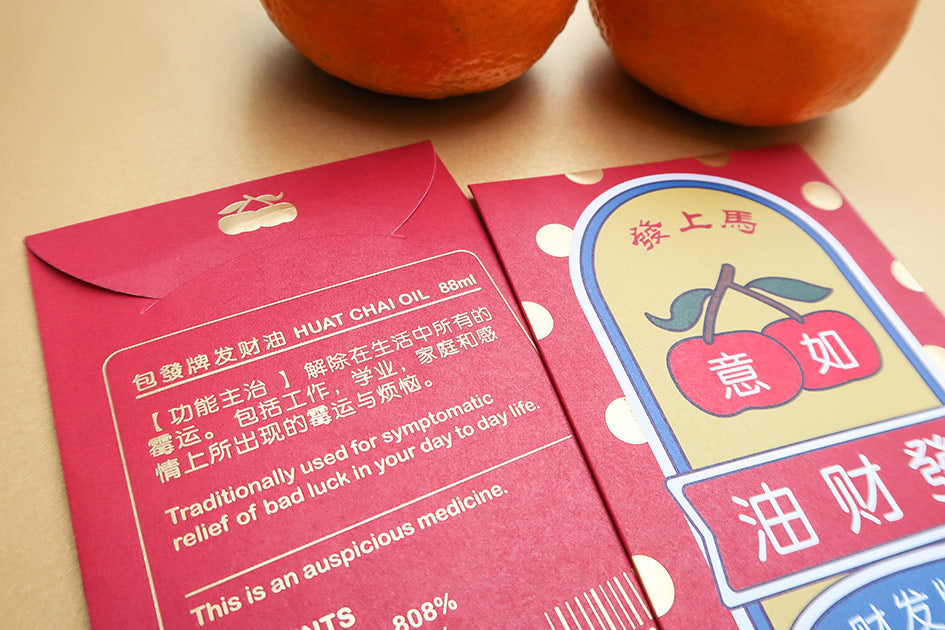 包發牌发财油 HUAT CHAI OIL 88ml
【功能主治】解除在生活中所有的
霉运。包括工作，学业，家庭和感
情上所出现的霉运与烦恼。
Traditionally used for symptomatic
relief of bad luck in your day to day life.
This is an auspicious medicine.
808%
發上馬
意如
油财發
财发